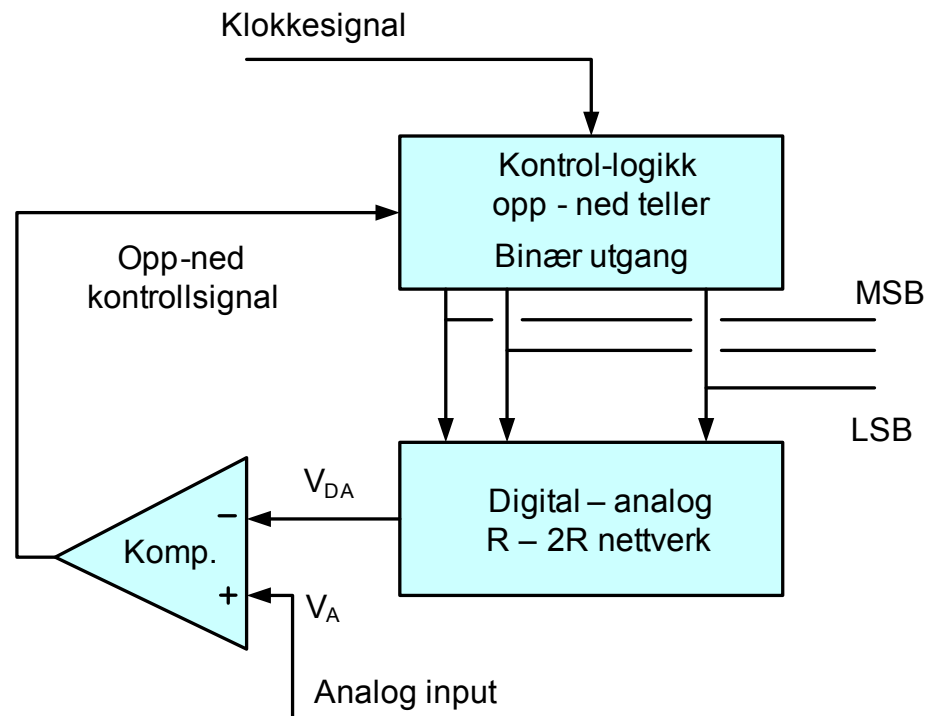 Klokkesignal
Kontrol-logikk
opp - ned teller
Binær utgang
Opp-ned
kontrollsignal
MSB
LSB
V_DA
Digital – analog
R – 2R nettverk
Komp.
−
+
V_A
Analog input